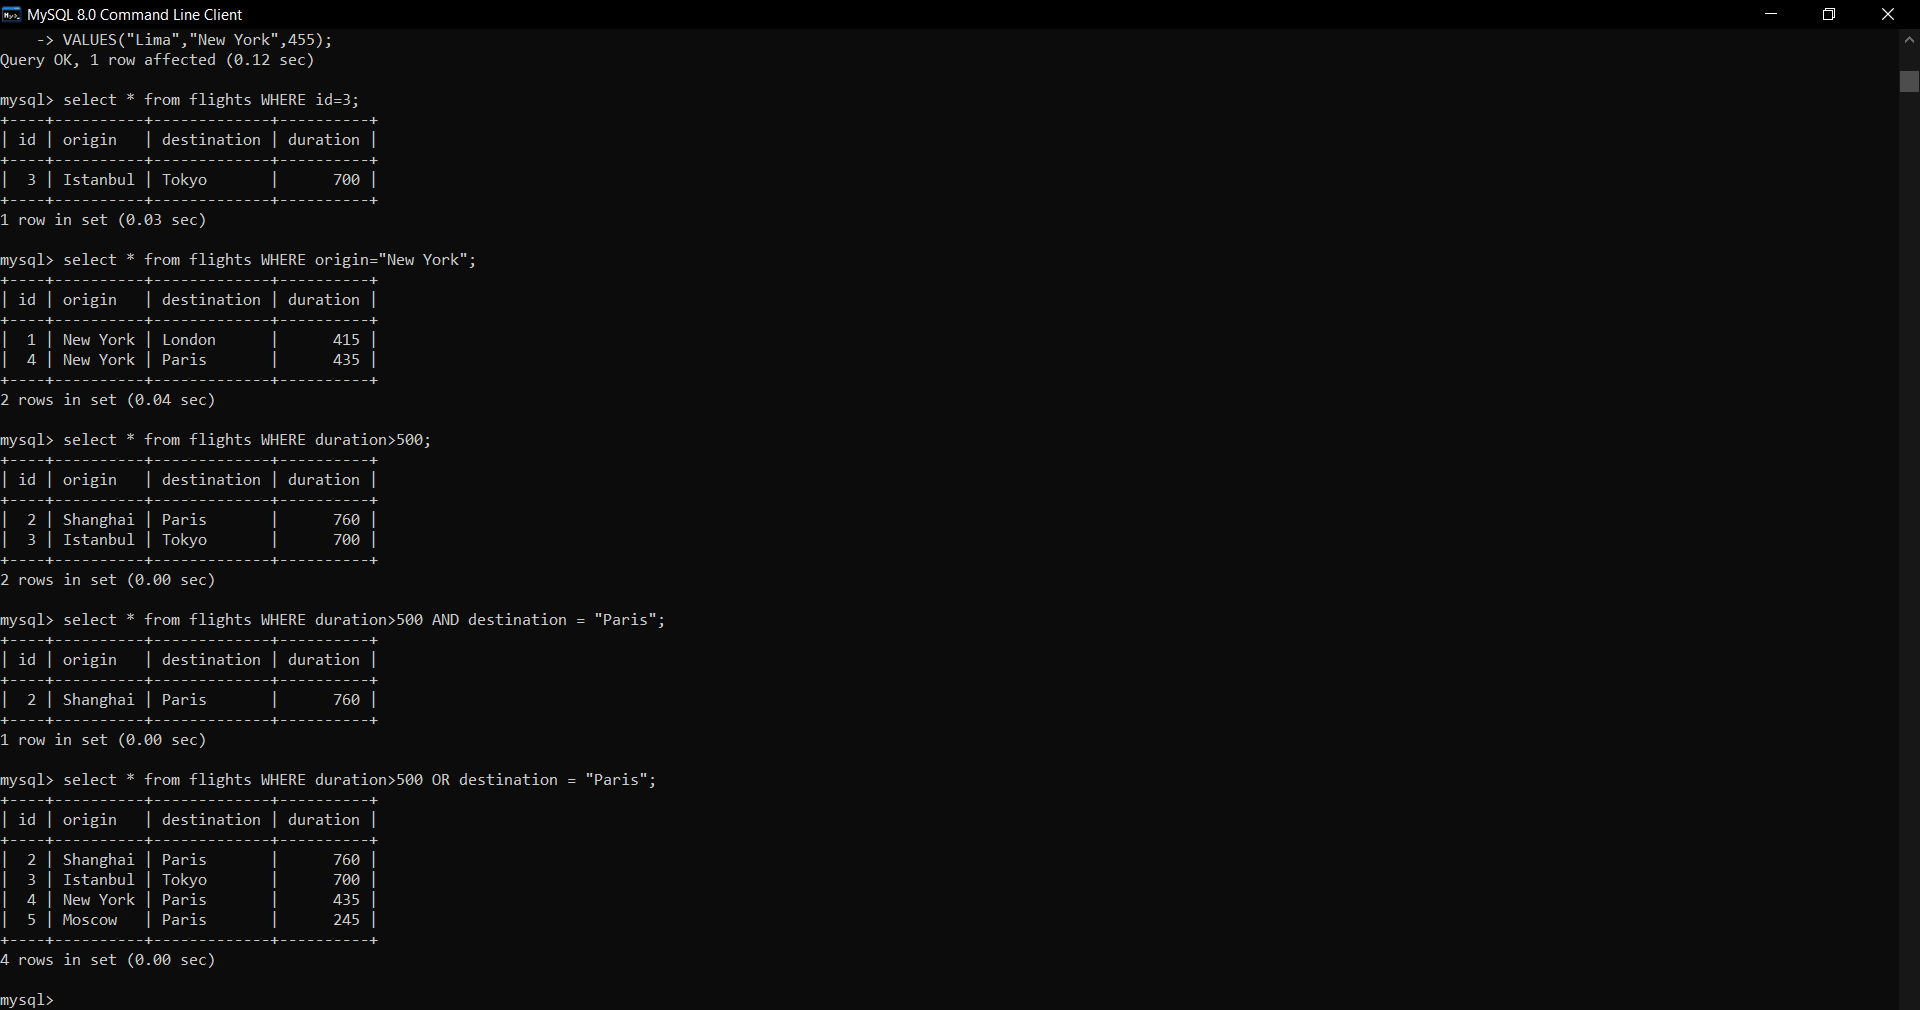 MySQL 8.0 Command Line Client
    -> VALUES("Lima","New York",455);
Query OK, 1 row affected (0.12 sec)

mysql> select * from flights WHERE id=3;
+----+----------+-------------+----------+
| id | origin   | destination | duration |
+----+----------+-------------+----------+
|  3 | Istanbul | Tokyo       |      700 |
+----+----------+-------------+----------+
1 row in set (0.03 sec)

mysql> select * from flights WHERE origin="New York";
+----+----------+-------------+----------+
| id | origin   | destination | duration |
+----+----------+-------------+----------+
|  1 | New York | London      |      415 |
|  4 | New York | Paris       |      435 |
+----+----------+-------------+----------+
2 rows in set (0.04 sec)

mysql> select * from flights WHERE duration>500;
+----+----------+-------------+----------+
| id | origin   | destination | duration |
+----+----------+-------------+----------+
|  2 | Shanghai | Paris       |      760 |
|  3 | Istanbul | Tokyo       |      700 |
+----+----------+-------------+----------+
2 rows in set (0.00 sec)

mysql> select * from flights WHERE duration>500 AND destination = "Paris";
+----+----------+-------------+----------+
| id | origin   | destination | duration |
+----+----------+-------------+----------+
|  2 | Shanghai | Paris       |      760 |
+----+----------+-------------+----------+
1 row in set (0.00 sec)

mysql> select * from flights WHERE duration>500 OR destination = "Paris";
+----+----------+-------------+----------+
| id | origin   | destination | duration |
+----+----------+-------------+----------+
|  2 | Shanghai | Paris       |      760 |
|  3 | Istanbul | Tokyo       |      700 |
|  4 | New York | Paris       |      435 |
|  5 | Moscow   | Paris       |      245 |
+----+----------+-------------+----------+
4 rows in set (0.00 sec)

mysql>